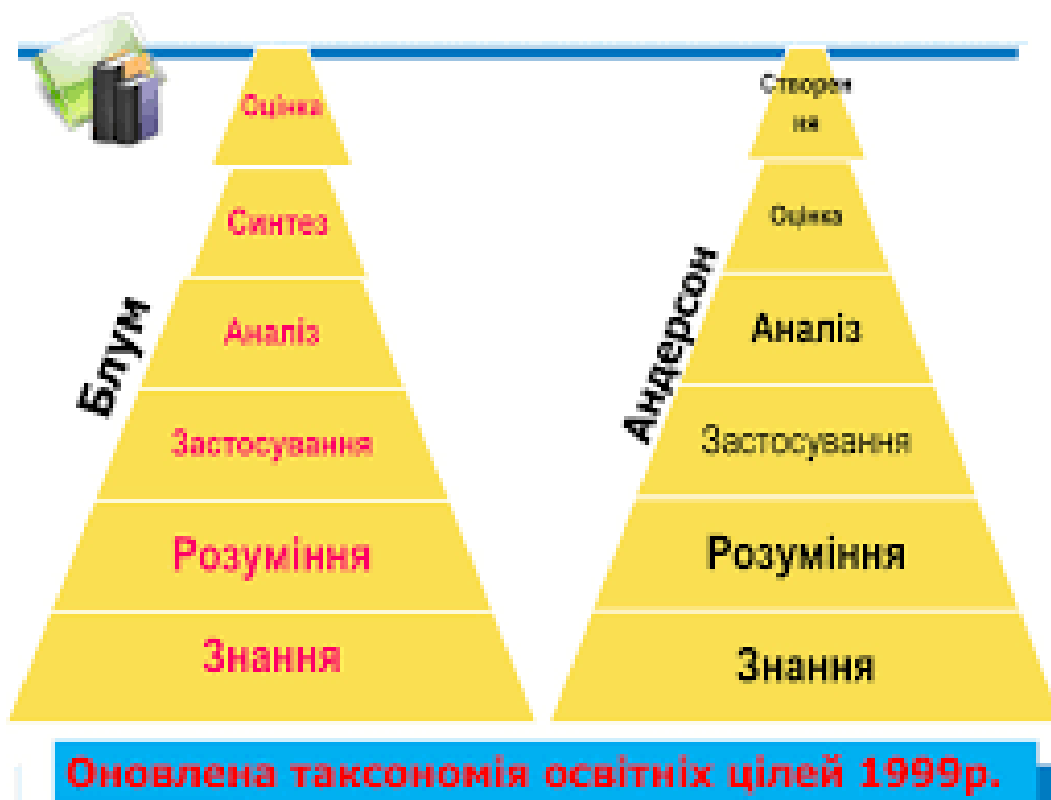 Блум
Оцінка
Синтез
Аналіз
Застосування
Розуміння
Знання
Андерсон
Створен
ня
Оцінка
Аналіз
Застосування
Розуміння
Знання
Оновлена таксономія освітніх цілей 1999р.